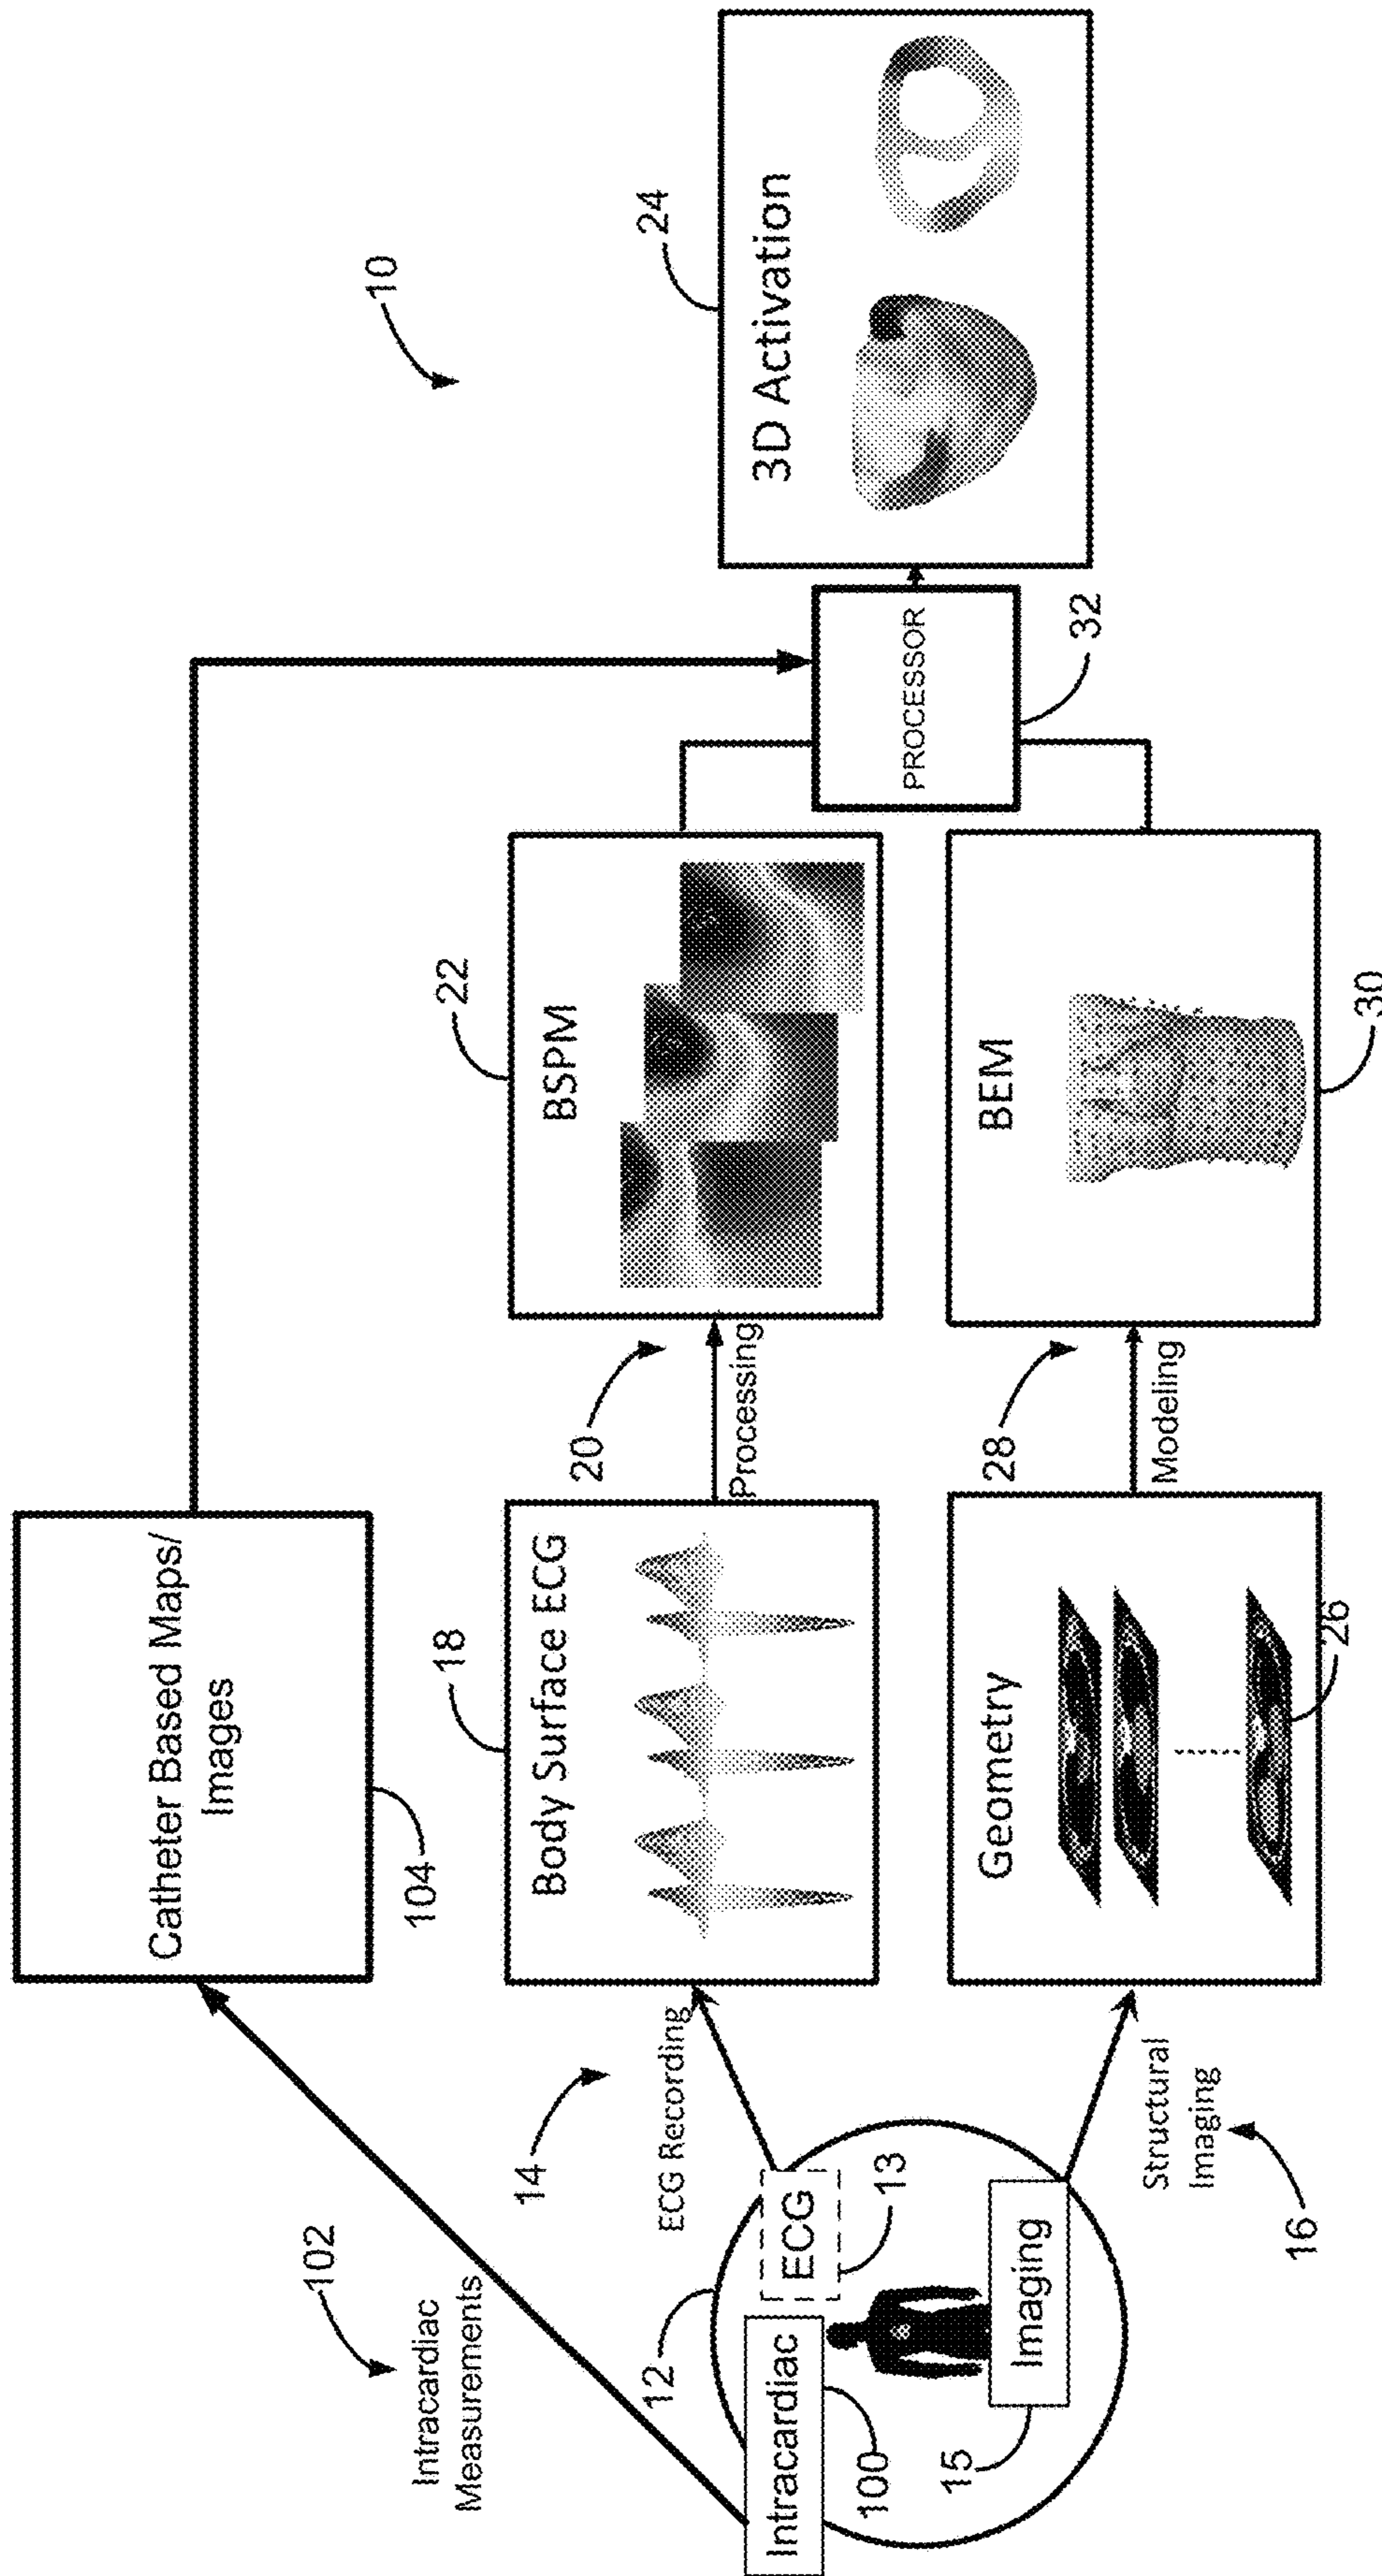 10
102
Intracardiac
Measurements
Catheter Based Maps/
Images
104
12
Intracardiac
100
ECG
13
15
Imaging
14
ECG Recording
Structural
Imaging
16
18
Body Surface ECG
20
Processing
22
BSPM
Geometry
26
28
Modeling
BEM
30
PROCESSOR
32
24
3D Activation